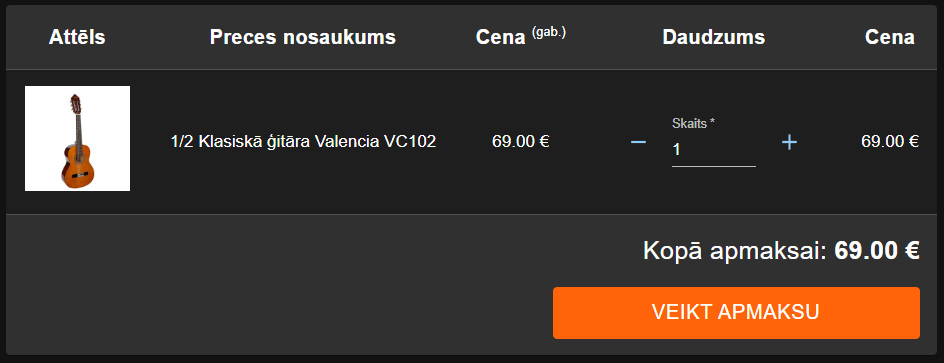 Attēls Preces nosaukums Cena (gab.) Daudzums Cena
Skaits *
1/2 Klasiskā ģitāra Valencia VC102 69.00 € − 1 + 69.00 €
Kopā apmaksai: 69.00 €
VEIKT APMAKSU